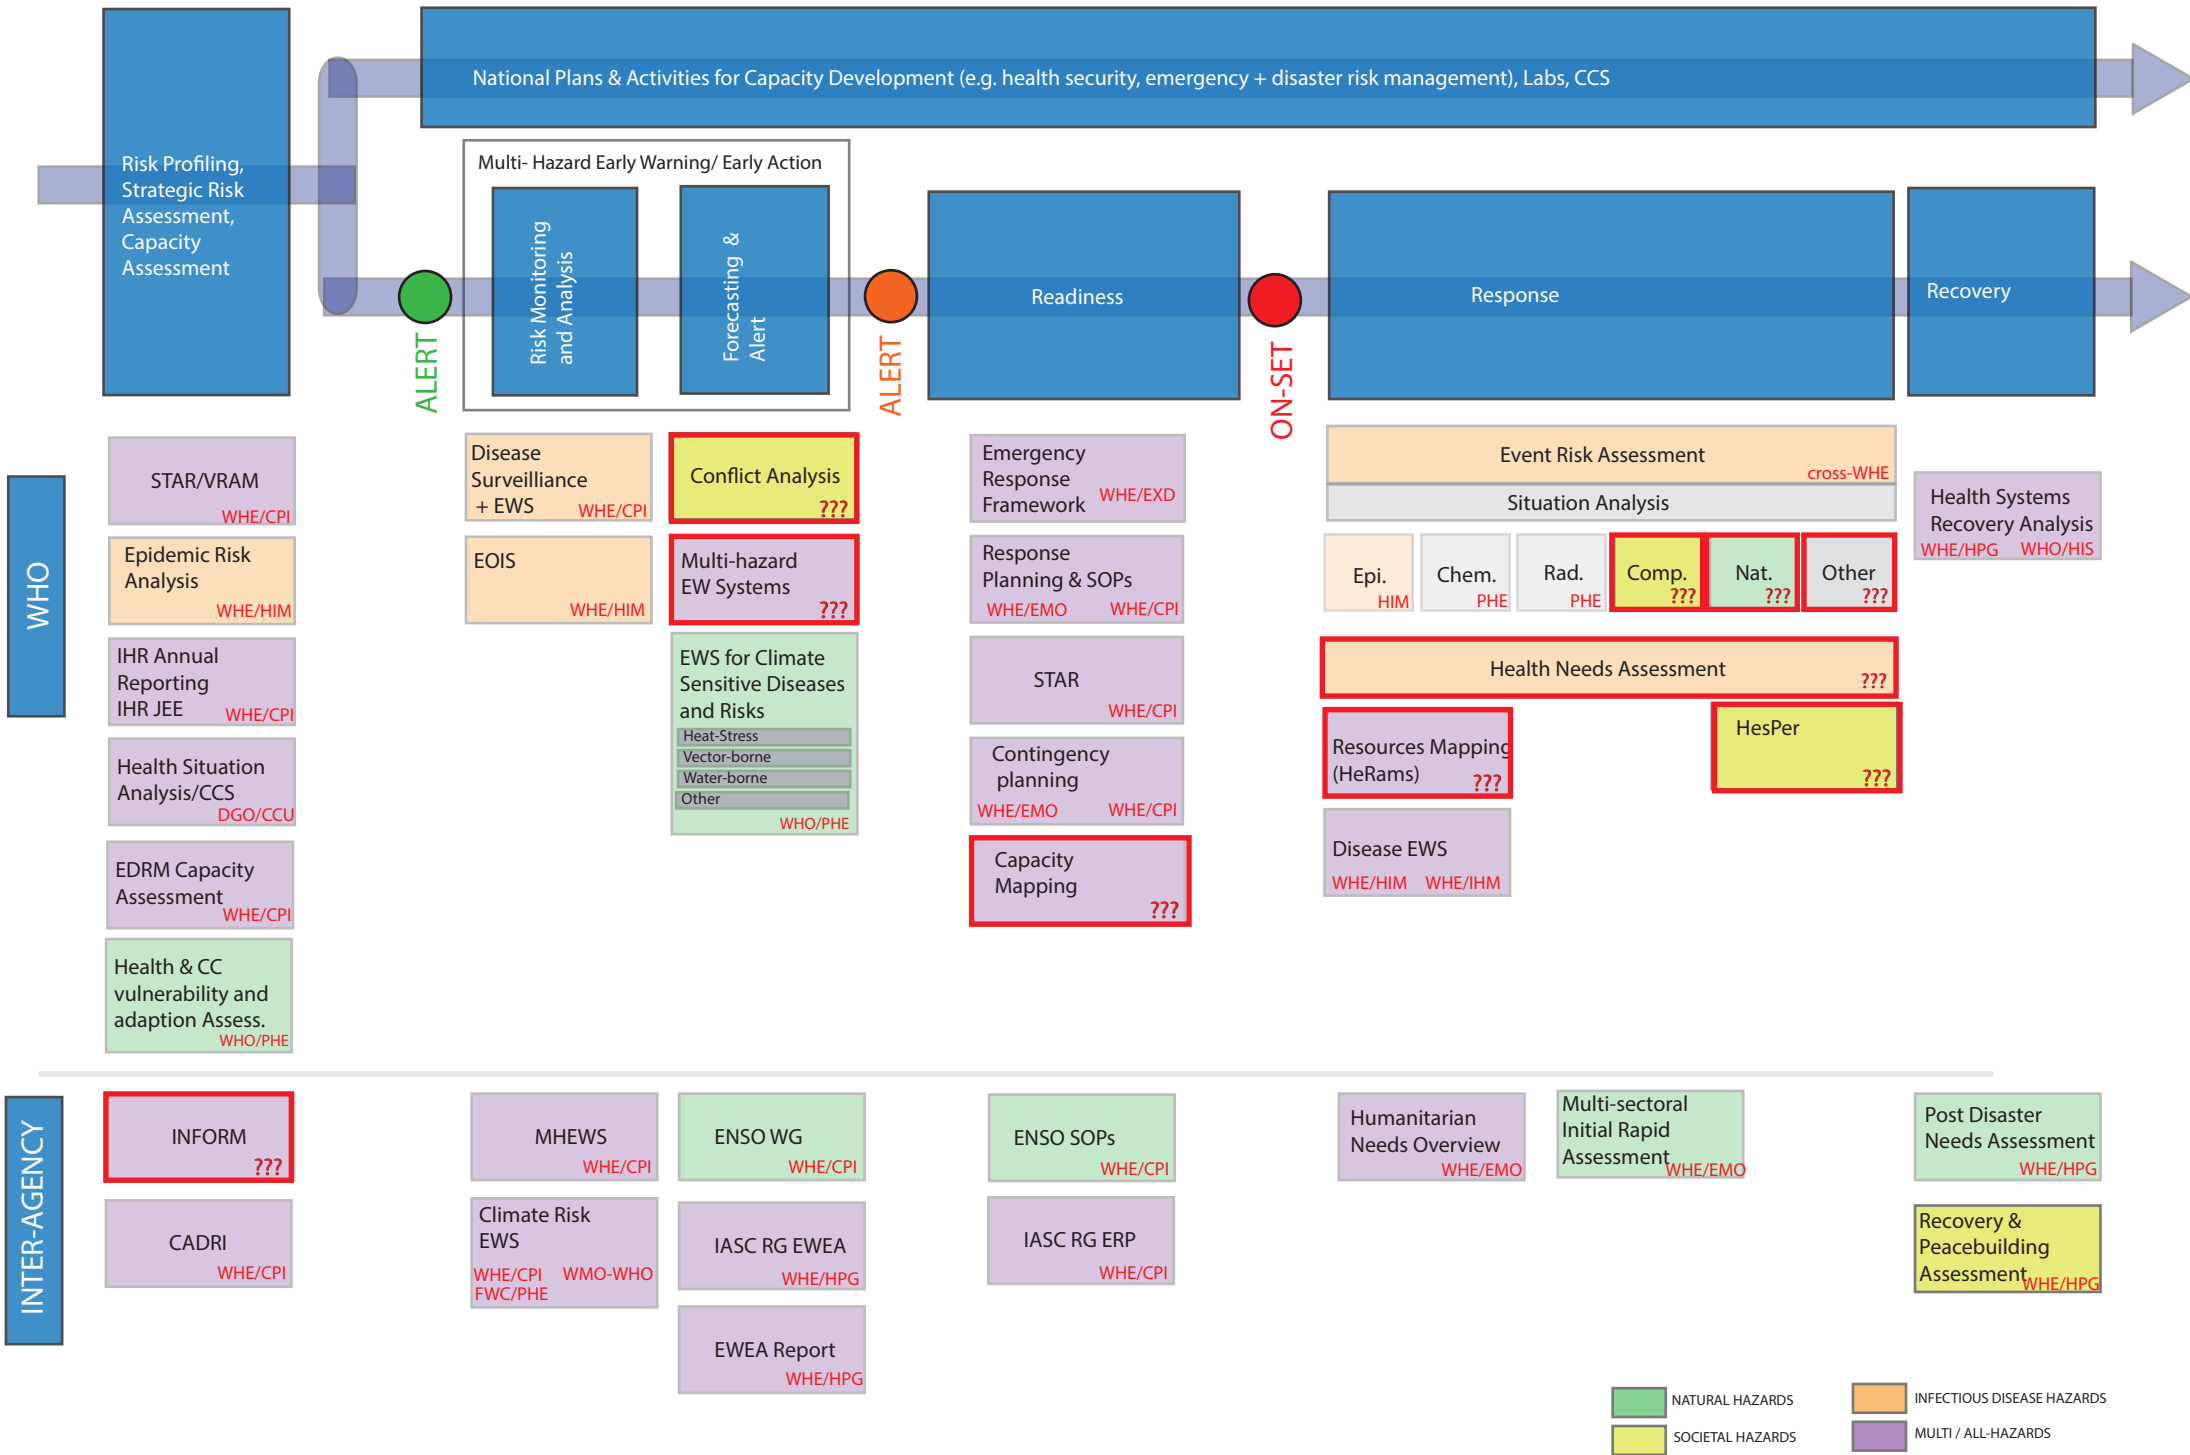 National Plans & Activities for Capacity Development (e.g. health security, emergency + disaster risk management), Labs, CCS
Risk Profiling,
Strategic Risk
Assessment,
Capacity
Assessment
Multi- Hazard Early Warning/ Early Action
Risk Monitoring
and Analysis
Forecasting &
Alert
Readiness
Response
Recovery
ALERT
ALERT
ON-SET
WHO
STAR/VRAM
WHE/CPI
Epidemic Risk
Analysis
WHE/HIM
IHR Annual
Reporting
IHR JEE
WHE/CPI
Health Situation
Analysis/CCS
DGO/CCU
EDRM Capacity
Assessment
WHE/CPI
Health & CC
vulnerability and
adaption Assess.
WHO/PHE
Disease
Surveilliance
+ EWS
WHE/CPI
EOIS
WHE/HIM
Conflict Analysis
???
Multi-hazard
EW Systems
???
EWS for Climate
Sensitive Diseases
and Risks
Heat-Stress
Vector-borne
Water-borne
Other
WHO/PHE
Emergency
Response
Framework
WHE/EXD
Response
Planning & SOPs
WHE/EMO WHE/CPI
STAR
WHE/CPI
Contingency
planning
WHE/EMO WHE/CPI
Capacity
Mapping
???
Event Risk Assessment
cross-WHE
Situation Analysis
Epi.
HIM
Chem.
PHE
Rad.
PHE
Comp.
???
Nat.
???
Other
???
Health Needs Assessment
???
Resources Mapping
(HeRams)
???
HesPer
???
Disease EWS
WHE/HIM WHE/IHM
Health Systems
Recovery Analysis
WHE/HPG WHO/HIS
INTER-AGENCY
INFORM
???
CADRI
WHE/CPI
MHEWS
WHE/CPI
Climate Risk
EWS
WHE/CPI WMO-WHO
FWC/PHE
ENSO WG
WHE/CPI
IASC RG EWEA
WHE/HPG
EWEA Report
WHE/HPG
ENSO SOPs
WHE/CPI
IASC RG ERP
WHE/CPI
Humanitarian
Needs Overview
WHE/EMO
Multi-sectoral
Initial Rapid
Assessment
WHE/EMO
Post Disaster
Needs Assessment
WHE/HPG
Recovery &
Peacebuilding
Assessment
WHE/HPG
NATURAL HAZARDS
INFECTIOUS DISEASE HAZARDS
SOCIETAL HAZARDS
MULTI / ALL-HAZARDS